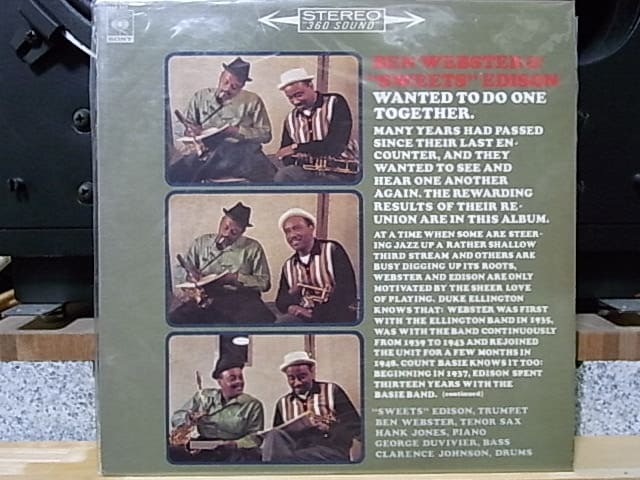 SONY
STEREO
"360 SOUND"
BEN WEBSTER &
"SWEETS" EDISON
WANTED TO DO ONE
TOGETHER.
MANY YEARS HAD PASSED
SINCE THEIR LAST EN-
COUNTER, AND THEY
WANTED TO SEE AND
HEAR ONE ANOTHER
AGAIN. THE REWARDING
RESULTS OF THEIR RE-
UNION ARE IN THIS ALBUM.
AT A TIME WHEN SOME ARE STEER-
ING JAZZ UP A RATHER SHALLOW
THIRD STREAM AND OTHERS ARE
BUSY DIGGING UP ITS ROOTS,
WEBSTER AND EDISON ARE ONLY
MOTIVATED BY THE SHEER LOVE
OF PLAYING. DUKE ELLINGTON
KNOWS THAT: WEBSTER WAS FIRST
WITH THE ELLINGTON BAND IN 1935,
WAS WITH THE BAND CONTINUOUSLY
FROM 1939 TO 1943 AND REJOINED
THE UNIT FOR A FEW MONTHS IN
1948. COUNT BASIE KNOWS IT TOO:
BEGINNING IN 1937, EDISON SPENT
THIRTEEN YEARS WITH THE
BASIE BAND. (continued)
"SWEETS" EDISON, TRUMPET
BEN WEBSTER, TENOR SAX
HANK JONES, PIANO
GEORGE DUVIVIER, BASS
CLARENCE JOHNSON, DRUMS